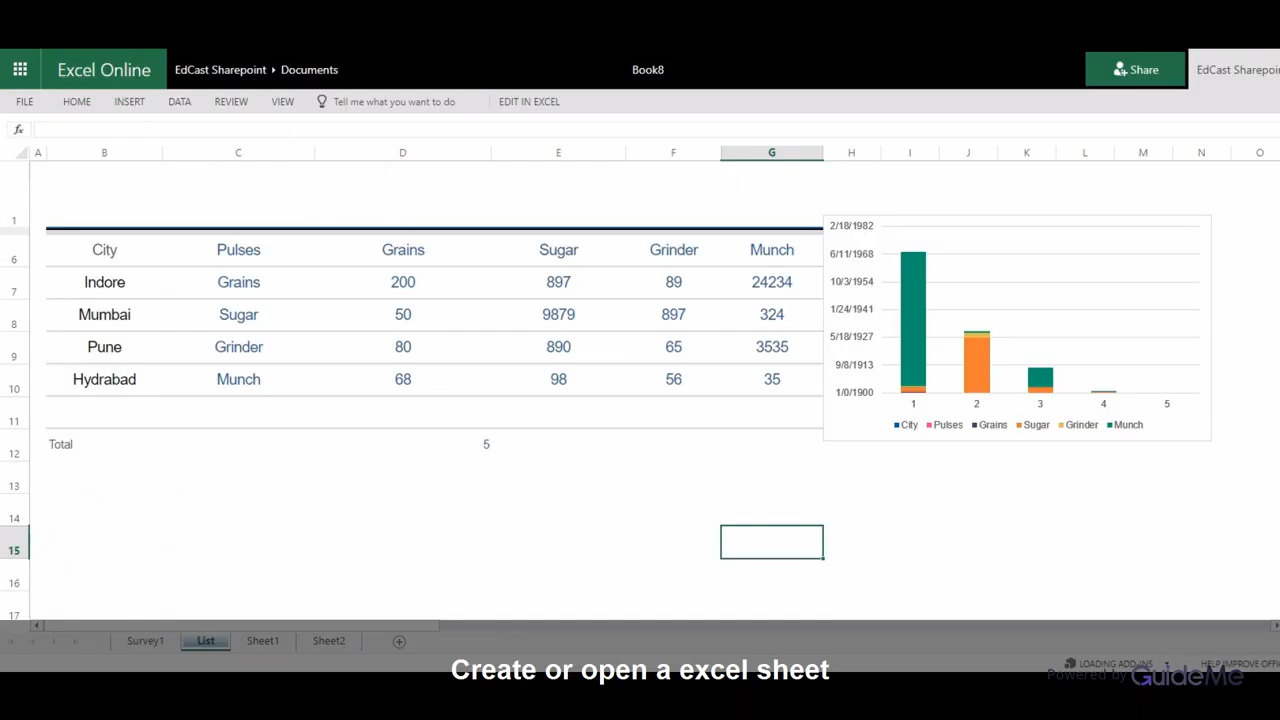 Excel Online EdCast Sharepoint ▸ Documents Book8 Share EdCast Sharepoin
FILE HOME INSERT DATA REVIEW VIEW Tell me what you want to do EDIT IN EXCEL
fx
A B C D E F G H I J K L M N O
1
6 City Pulses Grains Sugar Grinder Munch
7 Indore Grains 200 897 89 24234
8 Mumbai Sugar 50 9879 897 324
9 Pune Grinder 80 890 65 3535
10 Hydrabad Munch 68 98 56 35
11
12 Total 5
13
14
15
16
17
2/18/1982
6/11/1968
10/3/1954
1/24/1941
5/18/1927
9/8/1913
1/0/1900
1 2 3 4 5
City Pulses Grains Sugar Grinder Munch
Survey1 List Sheet1 Sheet2
LOADING ADD-INS HELP IMPROVE OFFI
Create or open a excel sheet
Powered by GuideMe